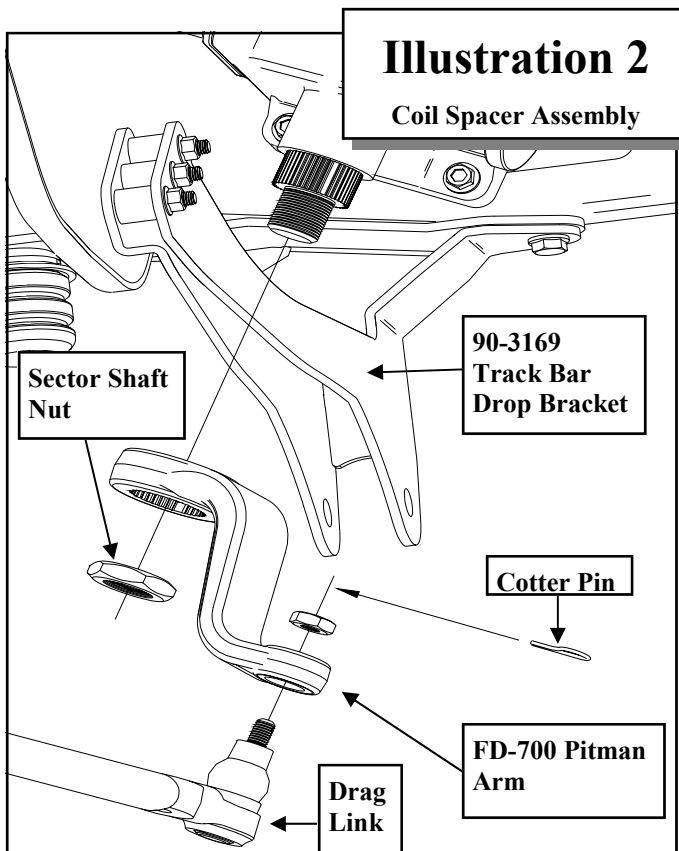 Illustration 2
Coil Spacer Assembly
90-3169
Track Bar
Drop Bracket
Sector Shaft
Nut
Cotter Pin
FD-700 Pitman
Arm
Drag
Link